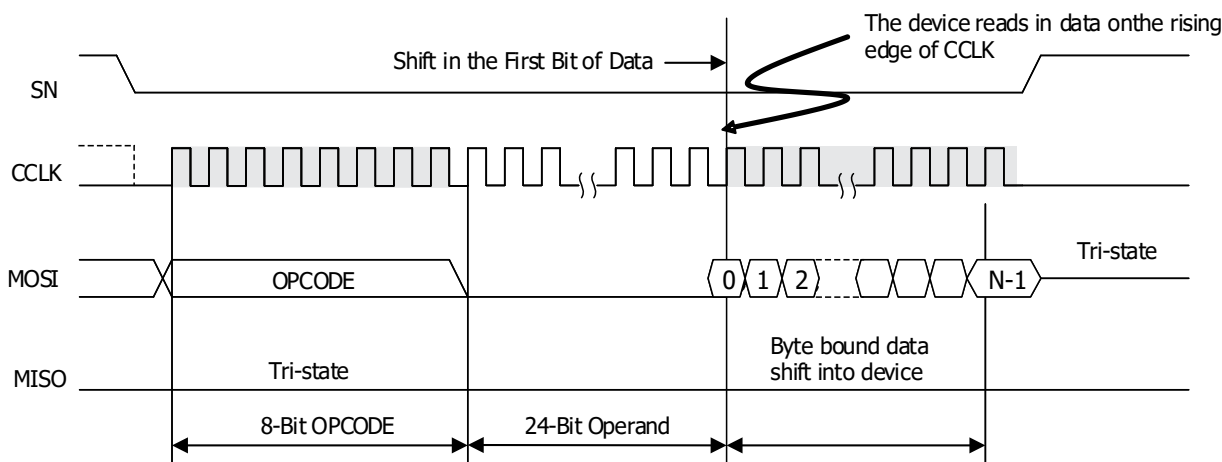 The device reads in data onthe rising
edge of CCLK
Shift in the First Bit of Data
SN
CCLK
Tri-state
MOSI
OPCODE
0
1
2
N-1
Byte bound data
shift into device
MISO
Tri-state
8-Bit OPCODE
24-Bit Operand